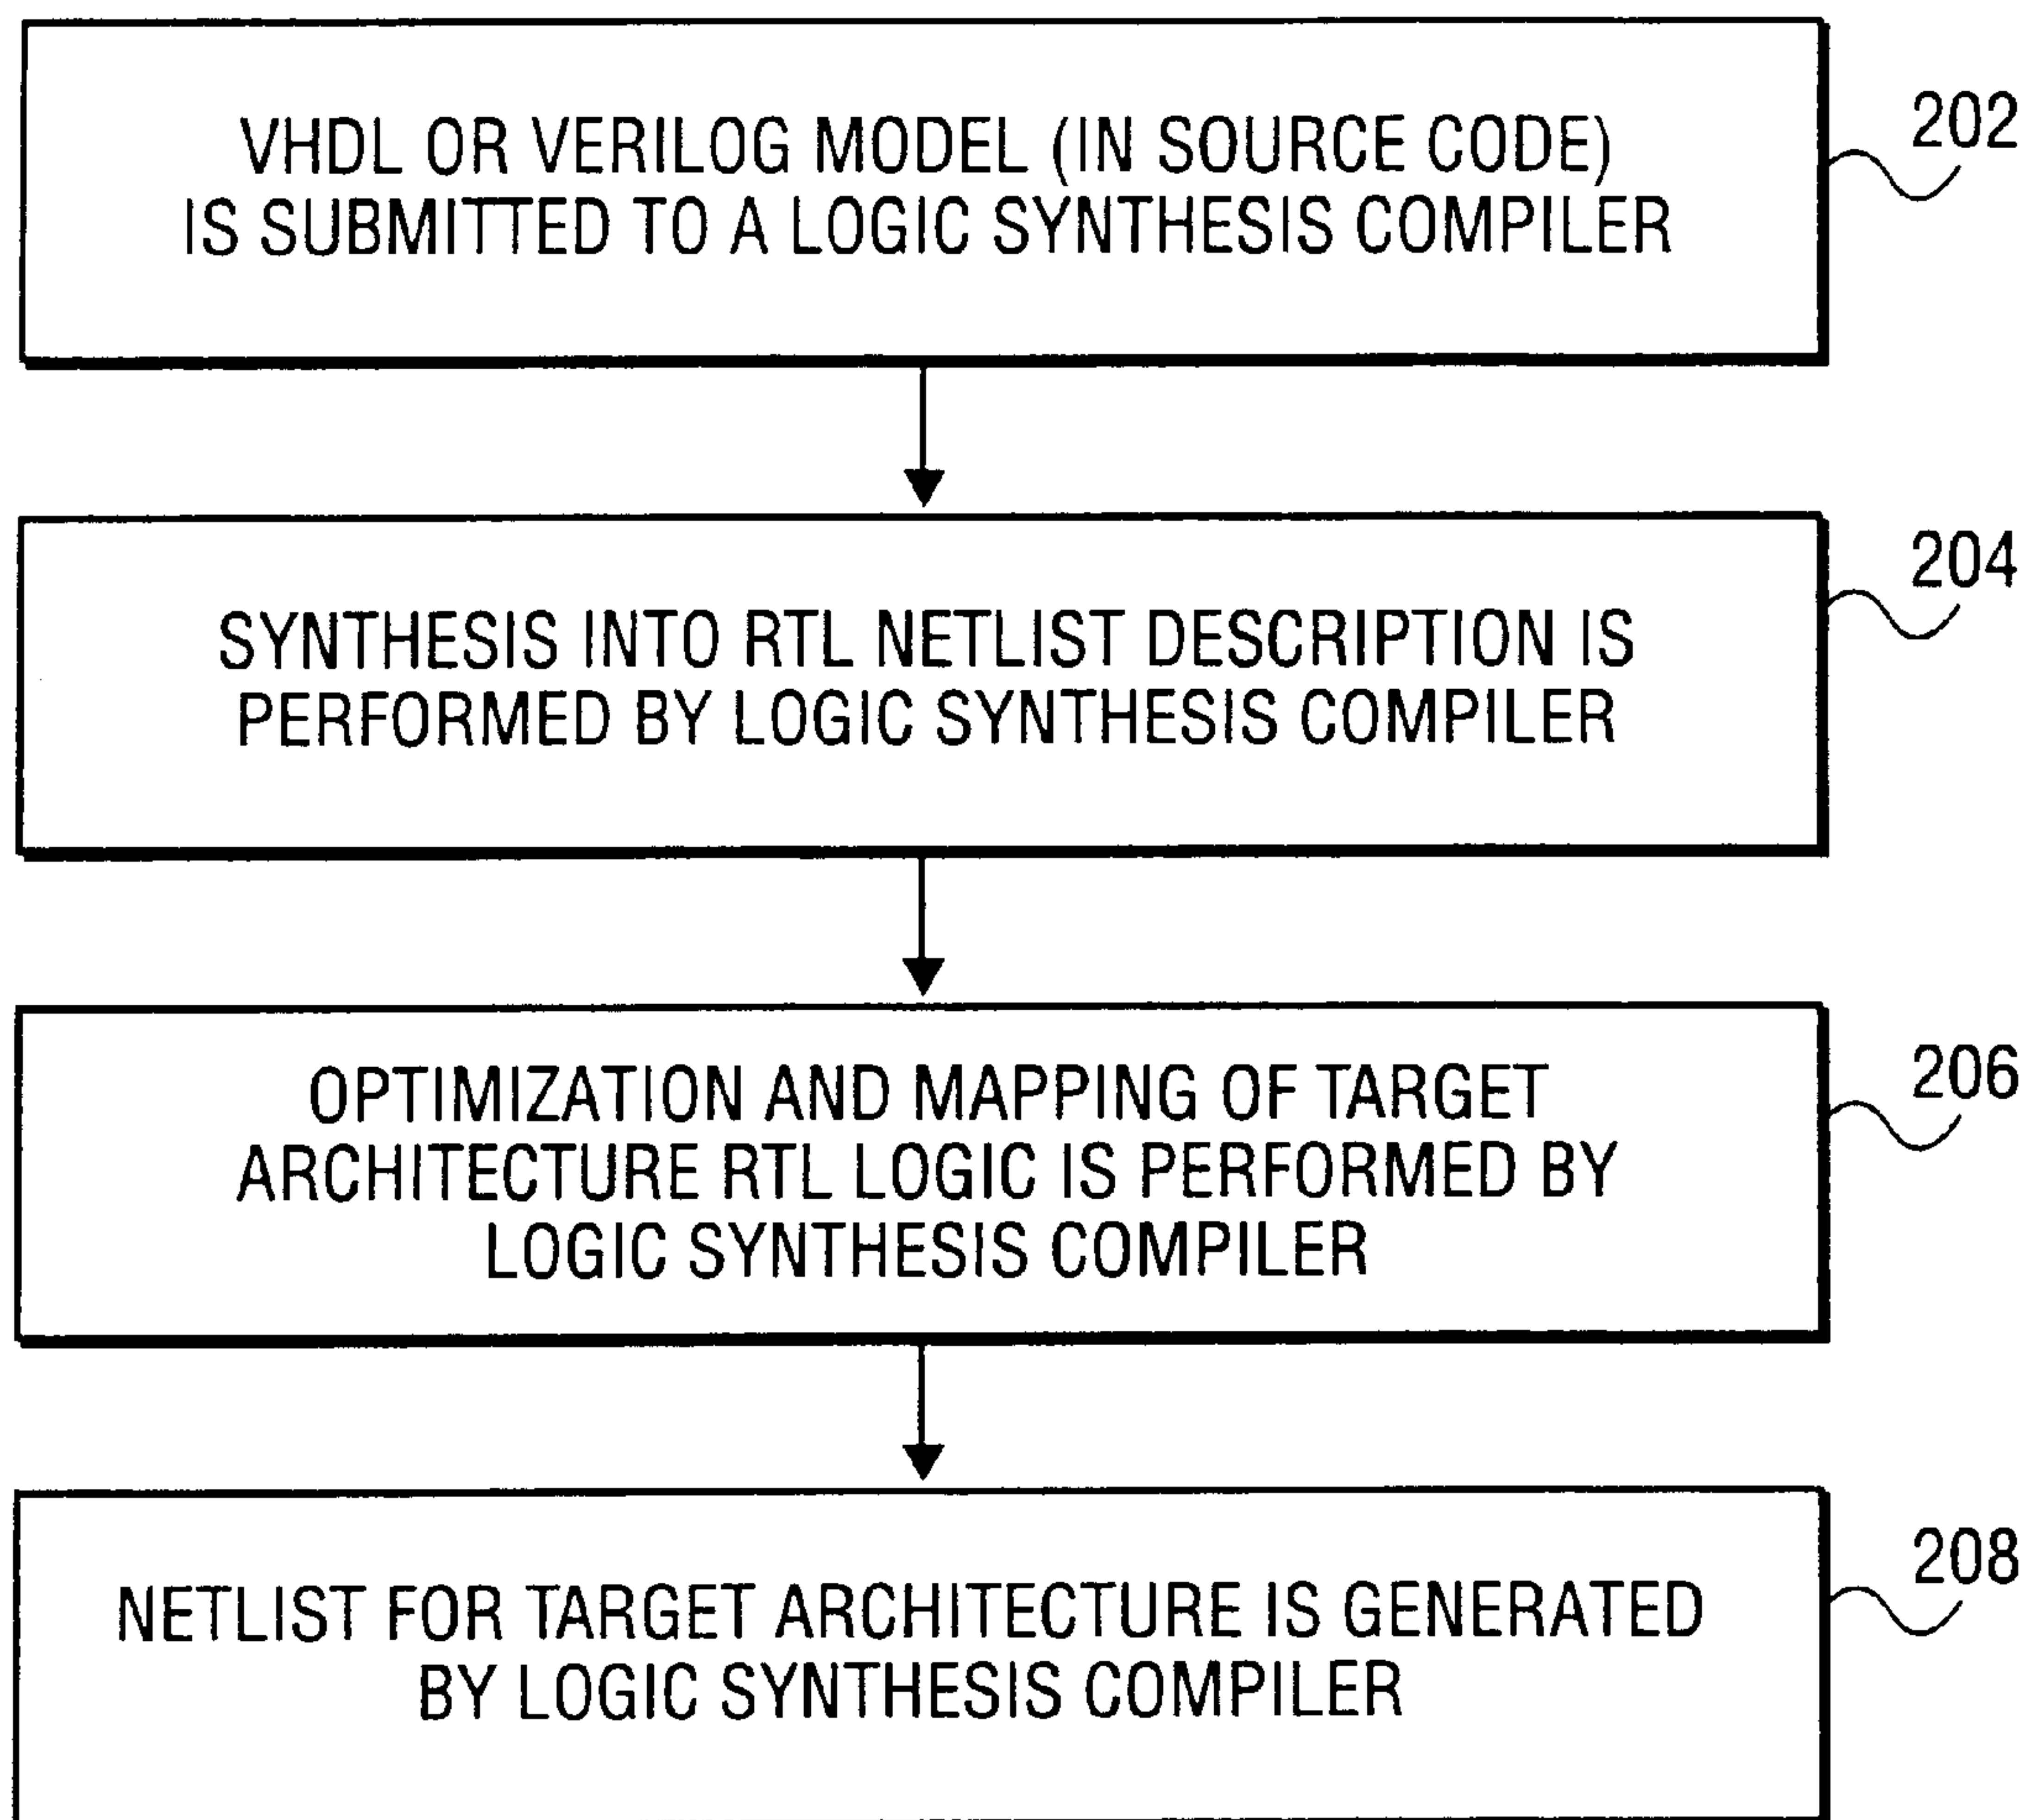 VHDL OR VERILOG MODEL (IN SOURCE CODE)
IS SUBMITTED TO A LOGIC SYNTHESIS COMPILER
202
SYNTHESIS INTO RTL NETLIST DESCRIPTION IS
PERFORMED BY LOGIC SYNTHESIS COMPILER
204
OPTIMIZATION AND MAPPING OF TARGET
ARCHITECTURE RTL LOGIC IS PERFORMED BY
LOGIC SYNTHESIS COMPILER
206
NETLIST FOR TARGET ARCHITECTURE IS GENERATED
BY LOGIC SYNTHESIS COMPILER
208